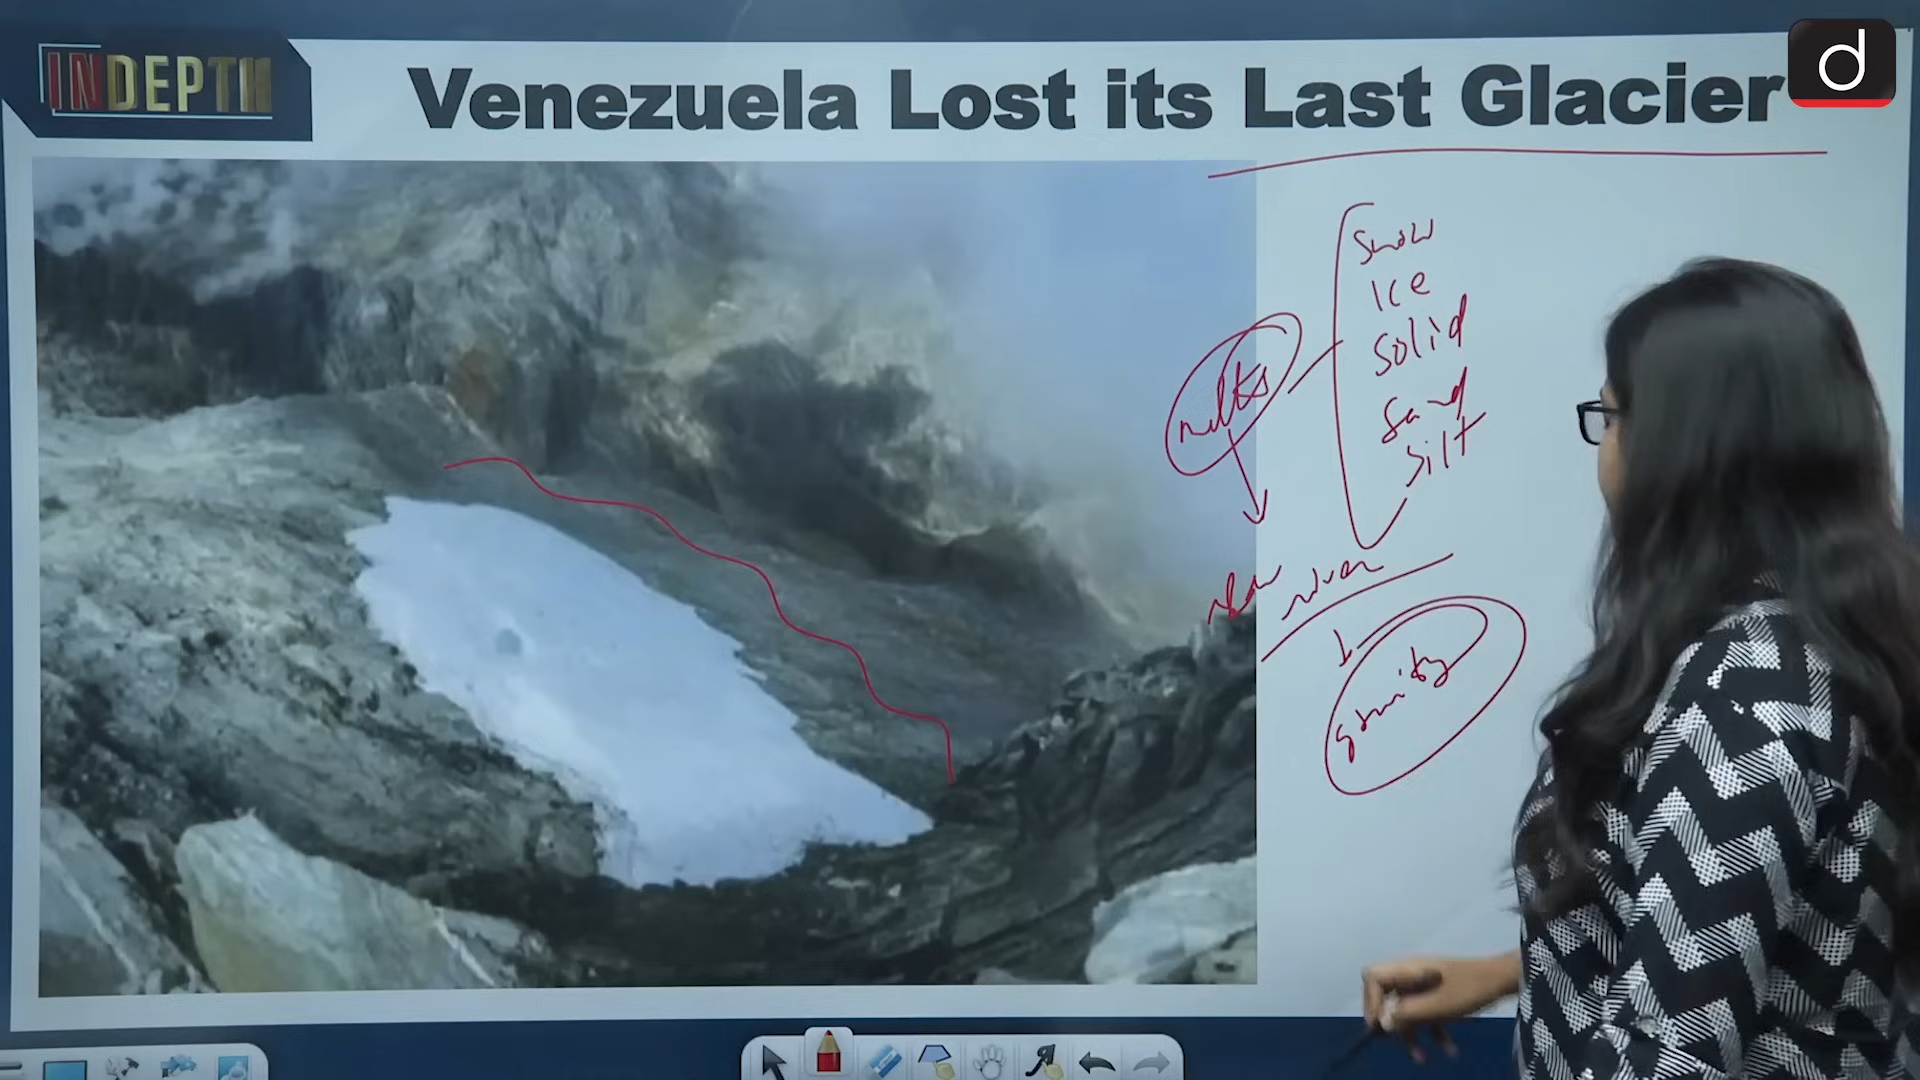 INDEPTH
Venezuela Lost its Last Glacier
d
Snow
Ice
Solid
Sand
Silt
melts
river
gravity